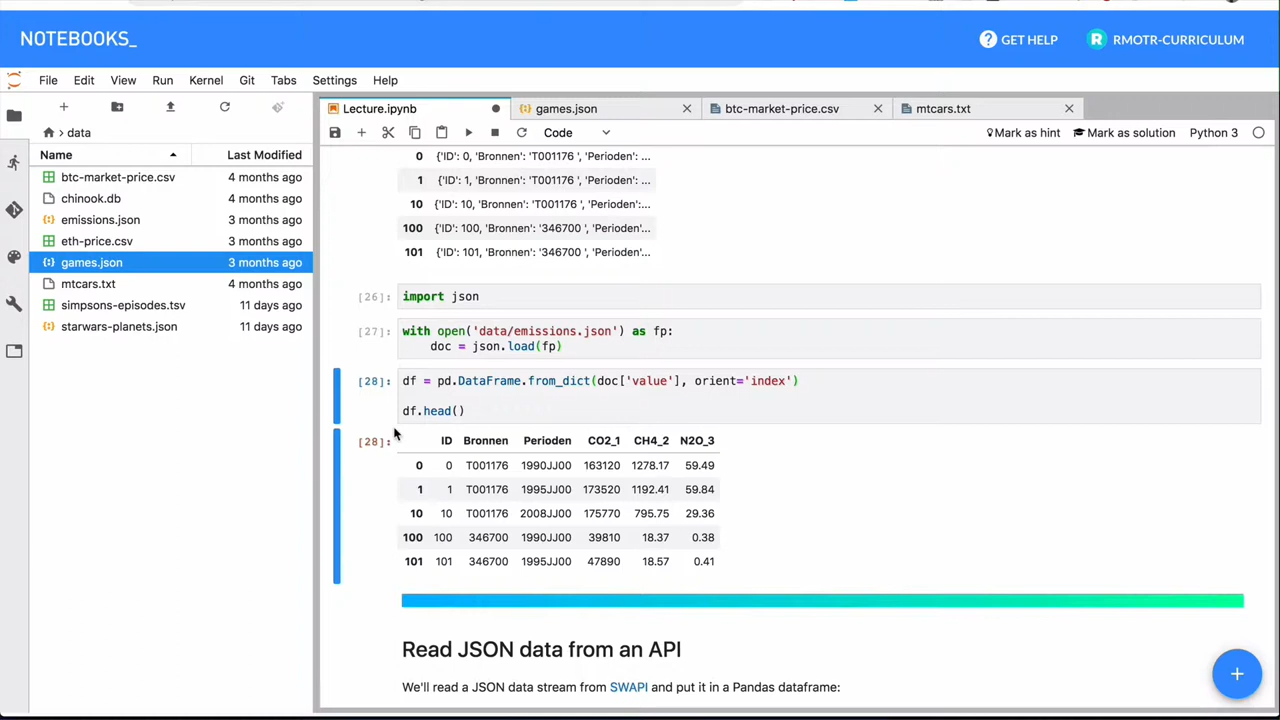 NOTEBOOKS_
GET HELP
R RMOTR-CURRICULUM
File Edit View Run Kernel Git Tabs Settings Help
Lecture.ipynb
games.json
btc-market-price.csv
mtcars.txt
data
Code
Mark as hint
Mark as solution
Python 3
Name Last Modified
btc-market-price.csv 4 months ago
chinook.db 4 months ago
emissions.json 3 months ago
eth-price.csv 3 months ago
games.json 3 months ago
mtcars.txt 4 months ago
simpsons-episodes.tsv 11 days ago
starwars-planets.json 11 days ago
0 {'ID': 0, 'Bronnen': 'T001176 ', 'Perioden': ...
1 {'ID': 1, 'Bronnen': 'T001176 ', 'Perioden': ...
10 {'ID': 10, 'Bronnen': 'T001176 ', 'Perioden':...
100 {'ID': 100, 'Bronnen': '346700 ', 'Perioden'...
101 {'ID': 101, 'Bronnen': '346700 ', 'Perioden'...
[26]: import json
[27]: with open('data/emissions.json') as fp:
doc = json.load(fp)
[28]: df = pd.DataFrame.from_dict(doc['value'], orient='index')
df.head()
[28]: ID Bronnen Perioden CO2_1 CH4_2 N2O_3
0 0 T001176 1990JJ00 163120 1278.17 59.49
1 1 T001176 1995JJ00 173520 1192.41 59.84
10 10 T001176 2008JJ00 175770 795.75 29.36
100 100 346700 1990JJ00 39810 18.37 0.38
101 101 346700 1995JJ00 47890 18.57 0.41
Read JSON data from an API
We'll read a JSON data stream from SWAPI and put it in a Pandas dataframe: